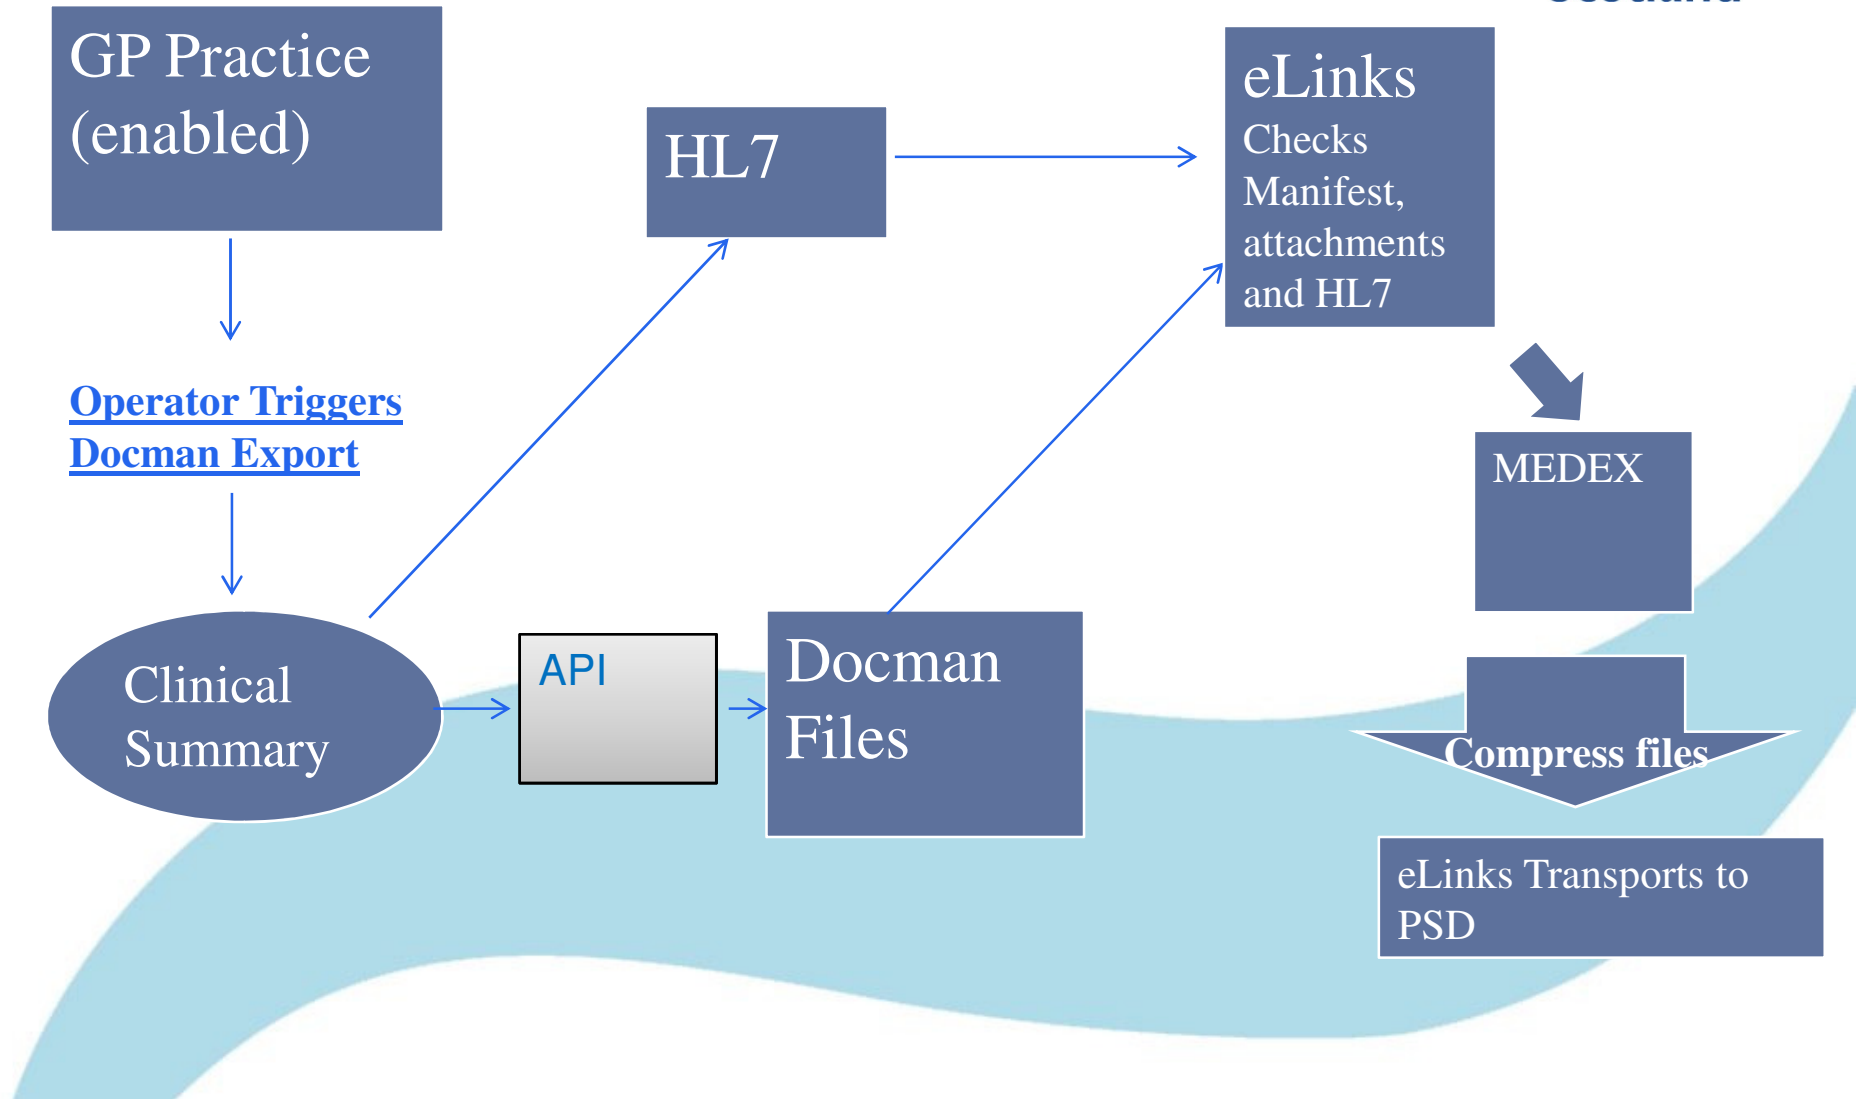 GP Practice
(enabled)
HL7
eLinks
Checks
Manifest,
attachments
and HL7
Operator Triggers
Docman Export
MEDEX
Clinical
Summary
API
Docman
Files
Compress files
eLinks Transports to
PSD